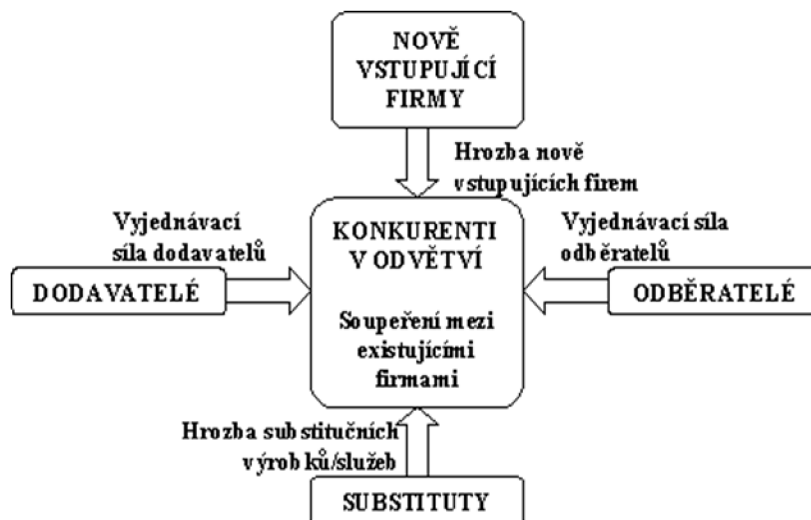 NOVĚ
VSTUPUJÍCÍ
FIRMY
Hrozba nově
vstupujících firem
Vyjednávací
síla dodavatelů
KONKURENTI
V ODVĚTVÍ
Vyjednávací síla
odběratelů
DODAVATELÉ
ODBĚRATELÉ
Soupeření mezi
existujícími
firmami
Hrozba substitučních
výrobků/služeb
SUBSTITUTY